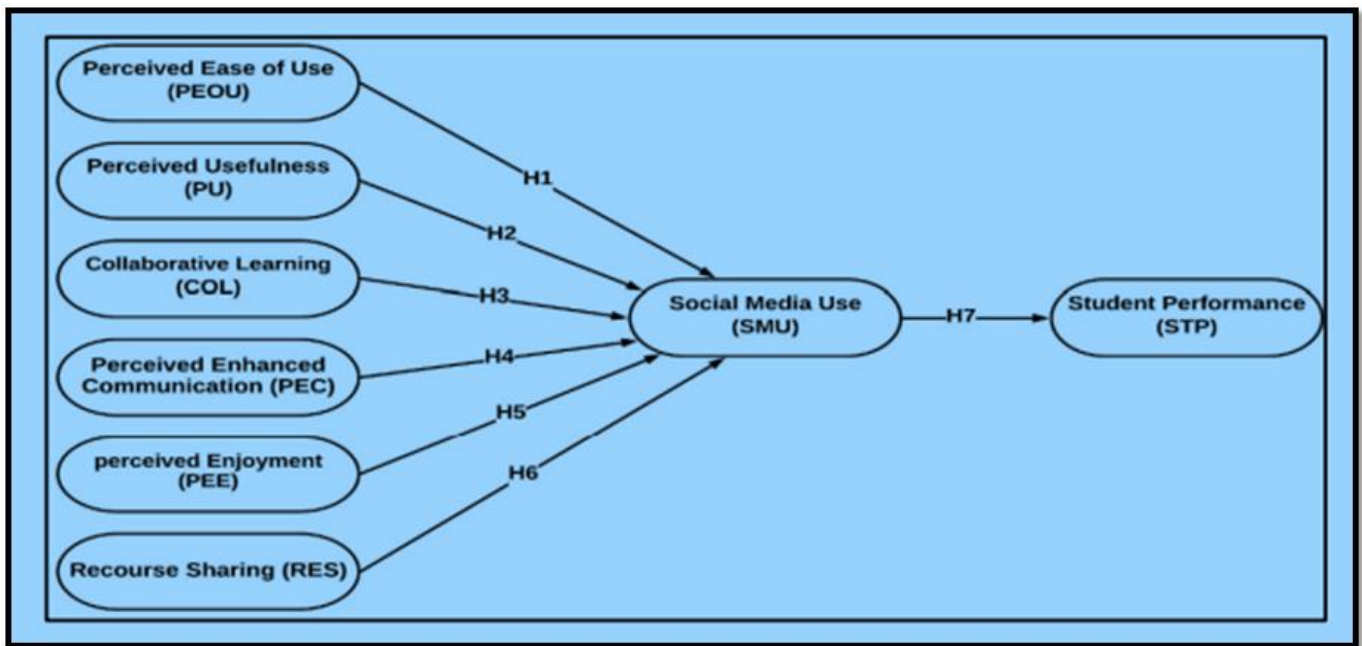 Perceived Ease of Use
(PEOU)
H1
Perceived Usefulness
(PU)
H2
Collaborative Learning
(COL)
H3
Social Media Use
(SMU)
H7
Student Performance
(STP)
Perceived Enhanced
Communication (PEC)
H4
perceived Enjoyment
(PEE)
H5
Recourse Sharing (RES)
H6